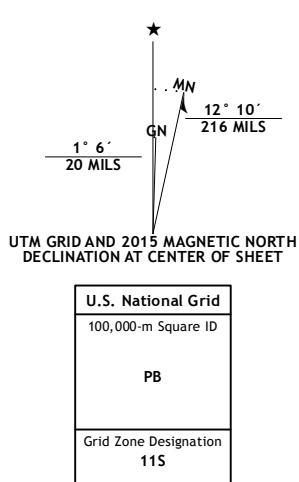 ★
MN
GN
12° 10´
216 MILS
1° 6´
20 MILS
UTM GRID AND 2015 MAGNETIC NORTH
DECLINATION AT CENTER OF SHEET
U.S. National Grid
100,000-m Square ID
PB
Grid Zone Designation
11S